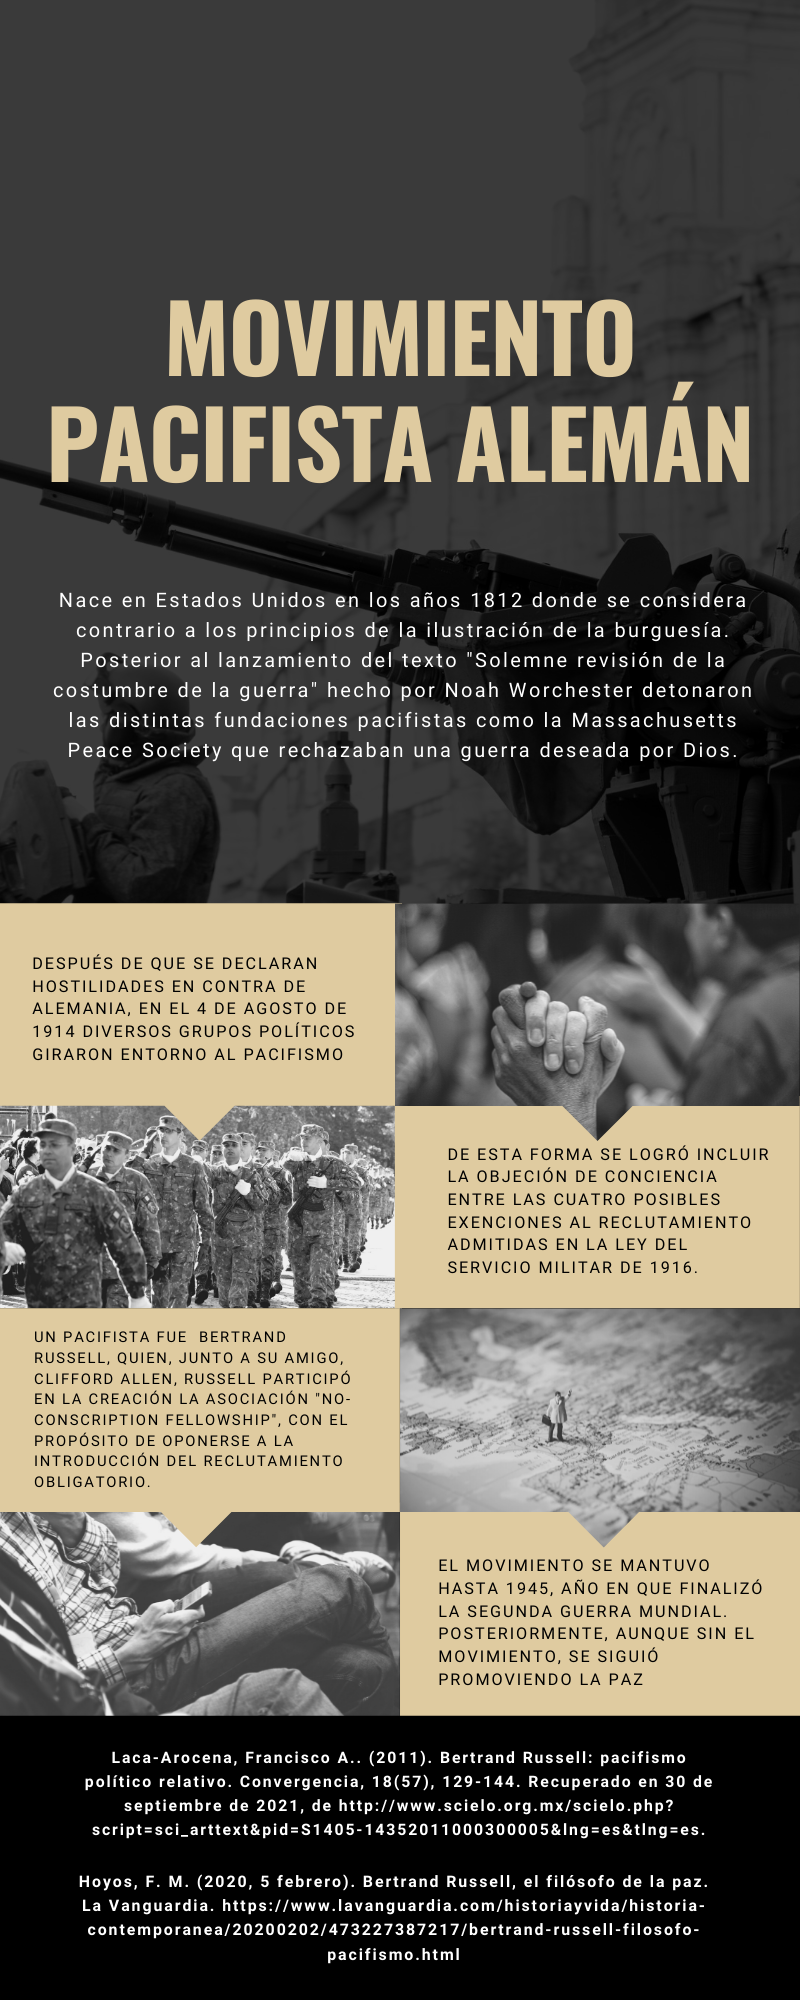 MOVIMIENTO
PACIFISTA ALEMÁN
Nace en Estados Unidos en los años 1812 donde se considera
contrario a los principios de la ilustración de la burguesía.
Posterior al lanzamiento del texto "Solemne revisión de la
costumbre de la guerra" hecho por Noah Worchester detonaron
las distintas fundaciones pacifistas como la Massachusetts
Peace Society que rechazaban una guerra deseada por Dios.
DESPUÉS DE QUE SE DECLARAN
HOSTILIDADES EN CONTRA DE
ALEMANIA, EN EL 4 DE AGOSTO DE
1914 DIVERSOS GRUPOS POLÍTICOS
GIRARON ENTORNO AL PACIFISMO
DE ESTA FORMA SE LOGRÓ INCLUIR
LA OBJECIÓN DE CONCIENCIA
ENTRE LAS CUATRO POSIBLES
EXENCIONES AL RECLUTAMIENTO
ADMITIDAS EN LA LEY DEL
SERVICIO MILITAR DE 1916.
UN PACIFISTA FUE  BERTRAND
RUSSELL, QUIEN, JUNTO A SU AMIGO,
CLIFFORD ALLEN, RUSSELL PARTICIPÓ
EN LA CREACIÓN LA ASOCIACIÓN "NO-
CONSCRIPTION FELLOWSHIP", CON EL
PROPÓSITO DE OPONERSE A LA
INTRODUCCIÓN DEL RECLUTAMIENTO
OBLIGATORIO.
EL MOVIMIENTO SE MANTUVO
HASTA 1945, AÑO EN QUE FINALIZÓ
LA SEGUNDA GUERRA MUNDIAL.
POSTERIORMENTE, AUNQUE SIN EL
MOVIMIENTO, SE SIGUIÓ
PROMOVIENDO LA PAZ
Laca-Arocena, Francisco A.. (2011). Bertrand Russell: pacifismo
político relativo. Convergencia, 18(57), 129-144. Recuperado en 30 de
septiembre de 2021, de http://www.scielo.org.mx/scielo.php?
script=sci_arttext&pid=S1405-14352011000300005&lng=es&tlng=es.
Hoyos, F. M. (2020, 5 febrero). Bertrand Russell, el filósofo de la paz.
La Vanguardia. https://www.lavanguardia.com/historiayvida/historia-
contemporanea/20200202/473227387217/bertrand-russell-filosofo-
pacifismo.html